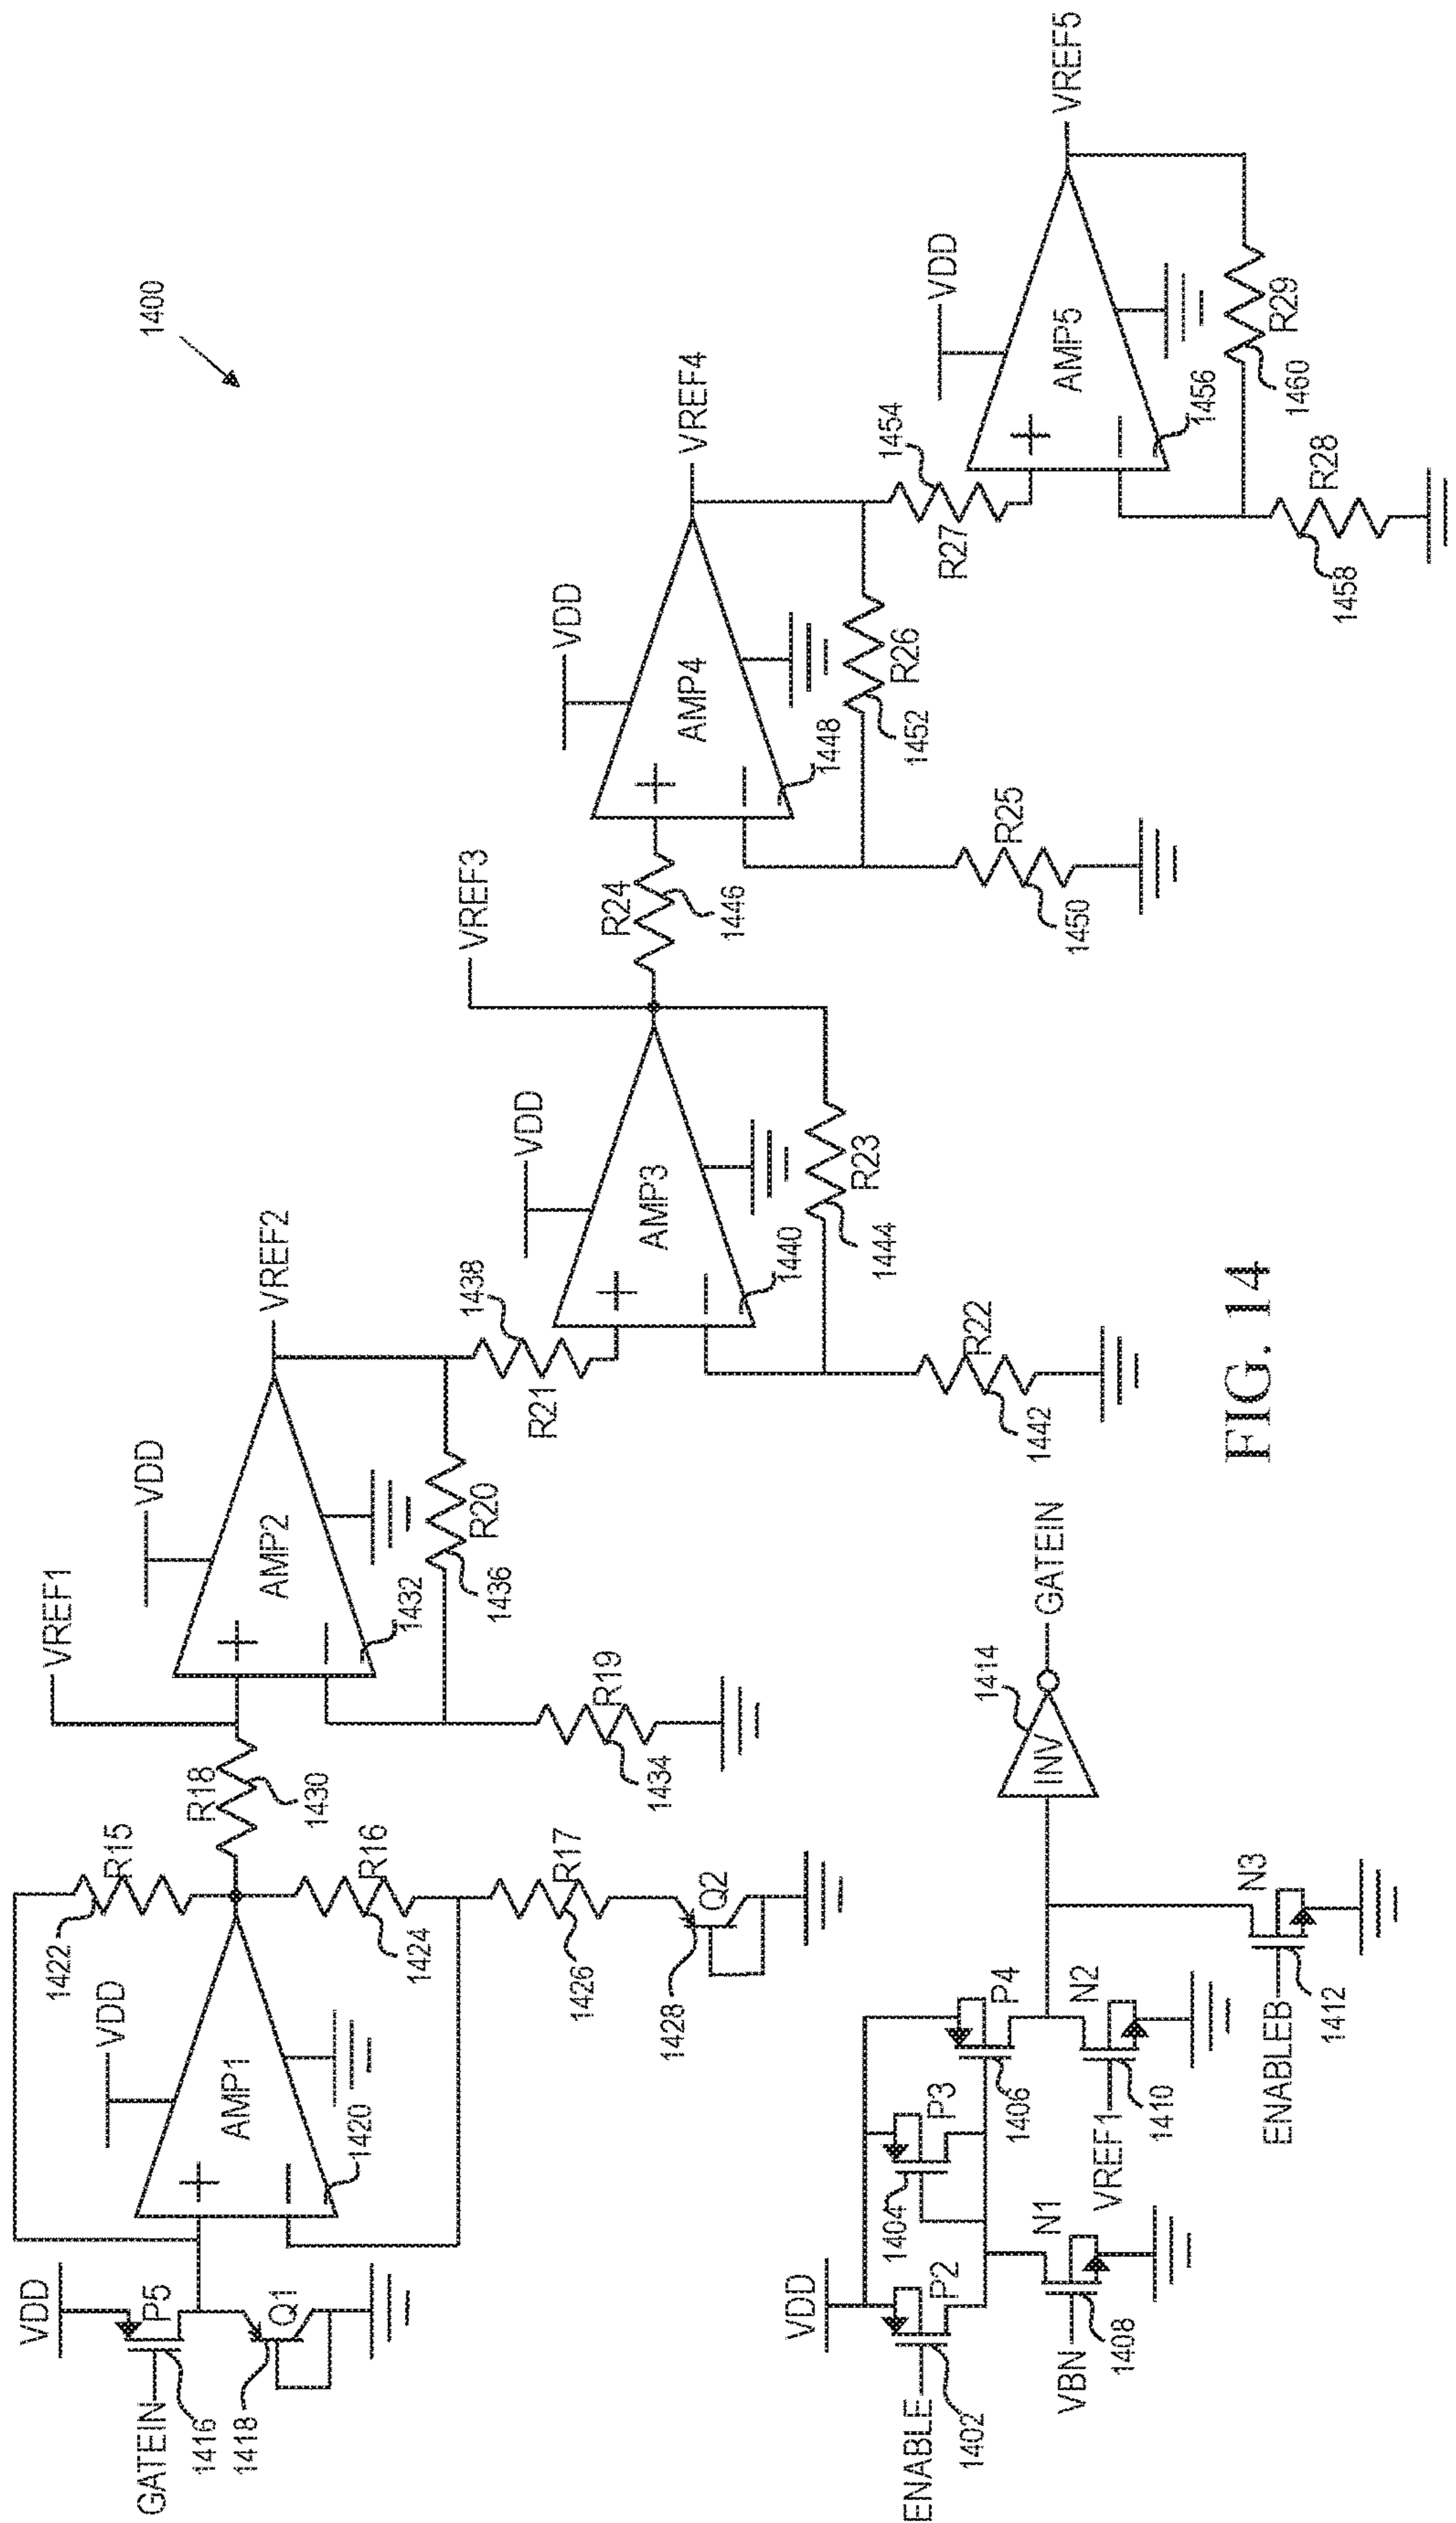 1400
VDD
GATEIN
P5
1416
1418
Q1
VDD
AMP1
1420
1422
R15
R16
1424
R17
1426
Q2
1428
R18
1430
VREF1
VDD
AMP2
1432
R19
1434
R20
1436
VREF2
R21
1438
VDD
AMP3
1440
R22
1442
R23
1444
VREF3
R24
1446
VDD
AMP4
1448
R25
1450
R26
1452
VREF4
R27
1454
VDD
AMP5
1456
R28
1458
R29
1460
VREF5
VDD
ENABLE
P2
1402
P3
1404
P4
1406
VBN
N1
1408
VREF1
N2
1410
ENABLEB
N3
1412
INV
1414
GATEIN
FIG. 14